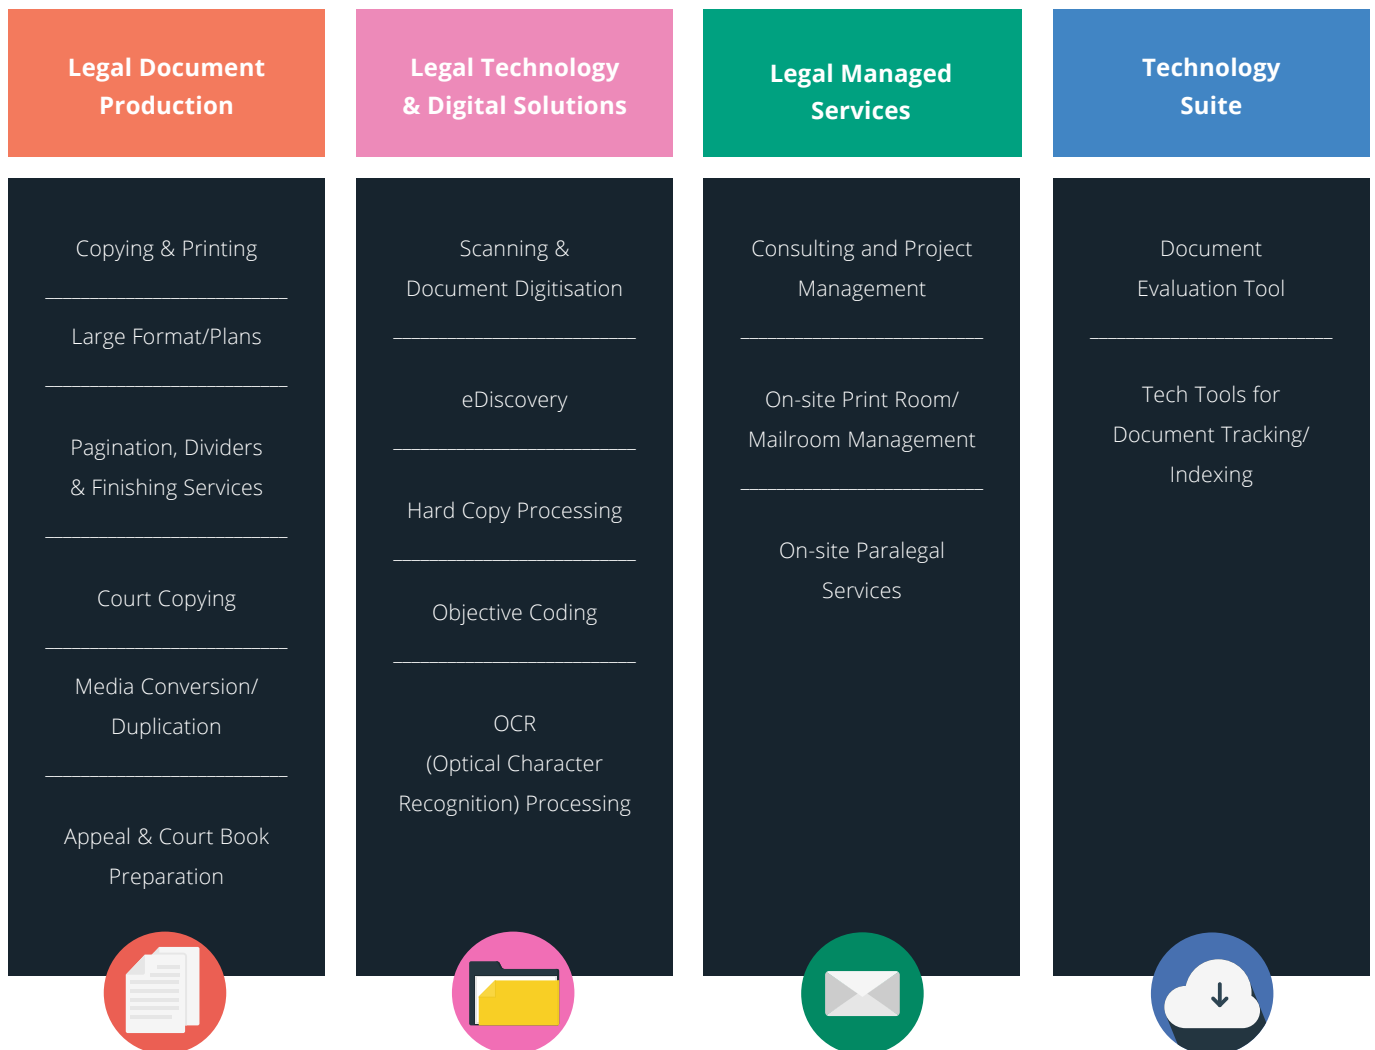 Legal Document
Production
Copying & Printing
Large Format/Plans
Pagination, Dividers
& Finishing Services
Court Copying
Media Conversion/
Duplication
Appeal & Court Book
Preparation
Legal Technology
& Digital Solutions
Scanning &
Document Digitisation
eDiscovery
Hard Copy Processing
Objective Coding
OCR
(Optical Character
Recognition) Processing
Legal Managed
Services
Consulting and Project
Management
On-site Print Room/
Mailroom Management
On-site Paralegal
Services
Technology
Suite
Document
Evaluation Tool
Tech Tools for
Document Tracking/
Indexing